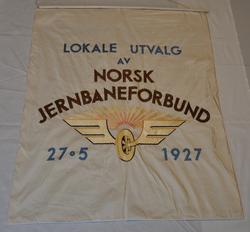 LOKALE UTVALG
AV
NORSK
JERNBANEFORBUND
27•5 1927